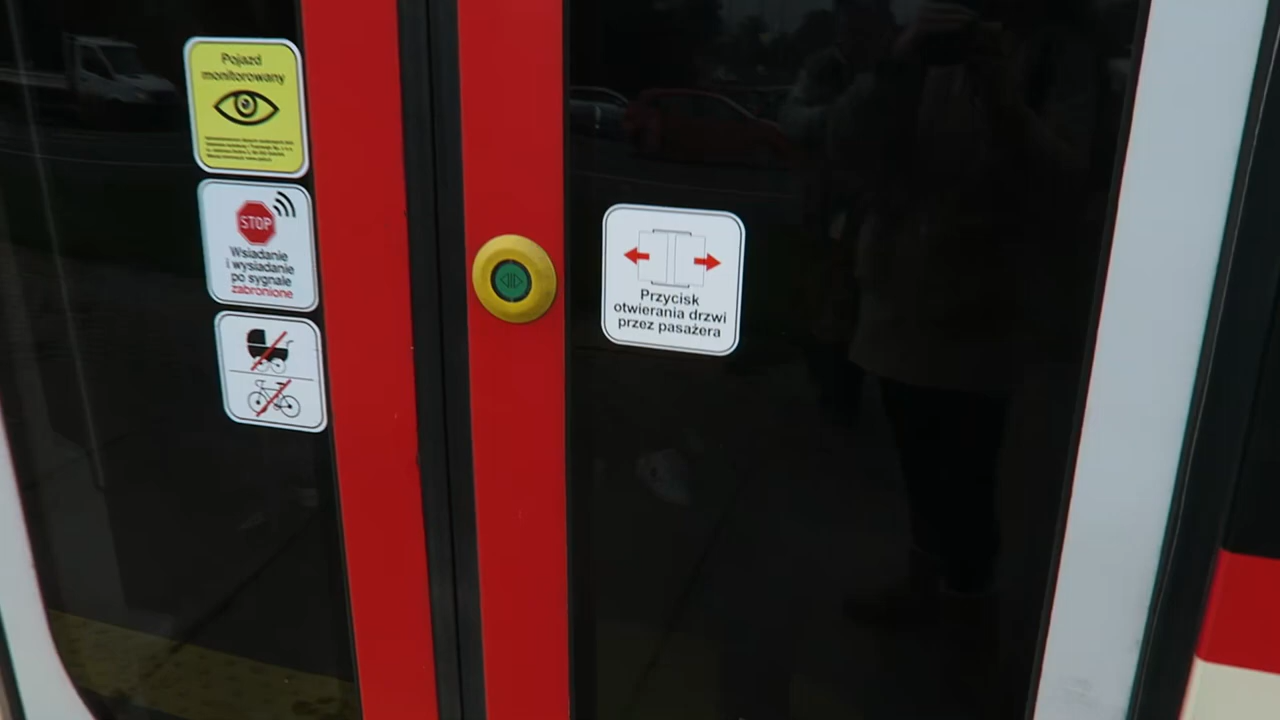 Pojazd
monitorowany
STOP
Wsiadanie
i wysiadanie
po sygnale
zabronione
Przycisk
otwierania drzwi
przez pasażera